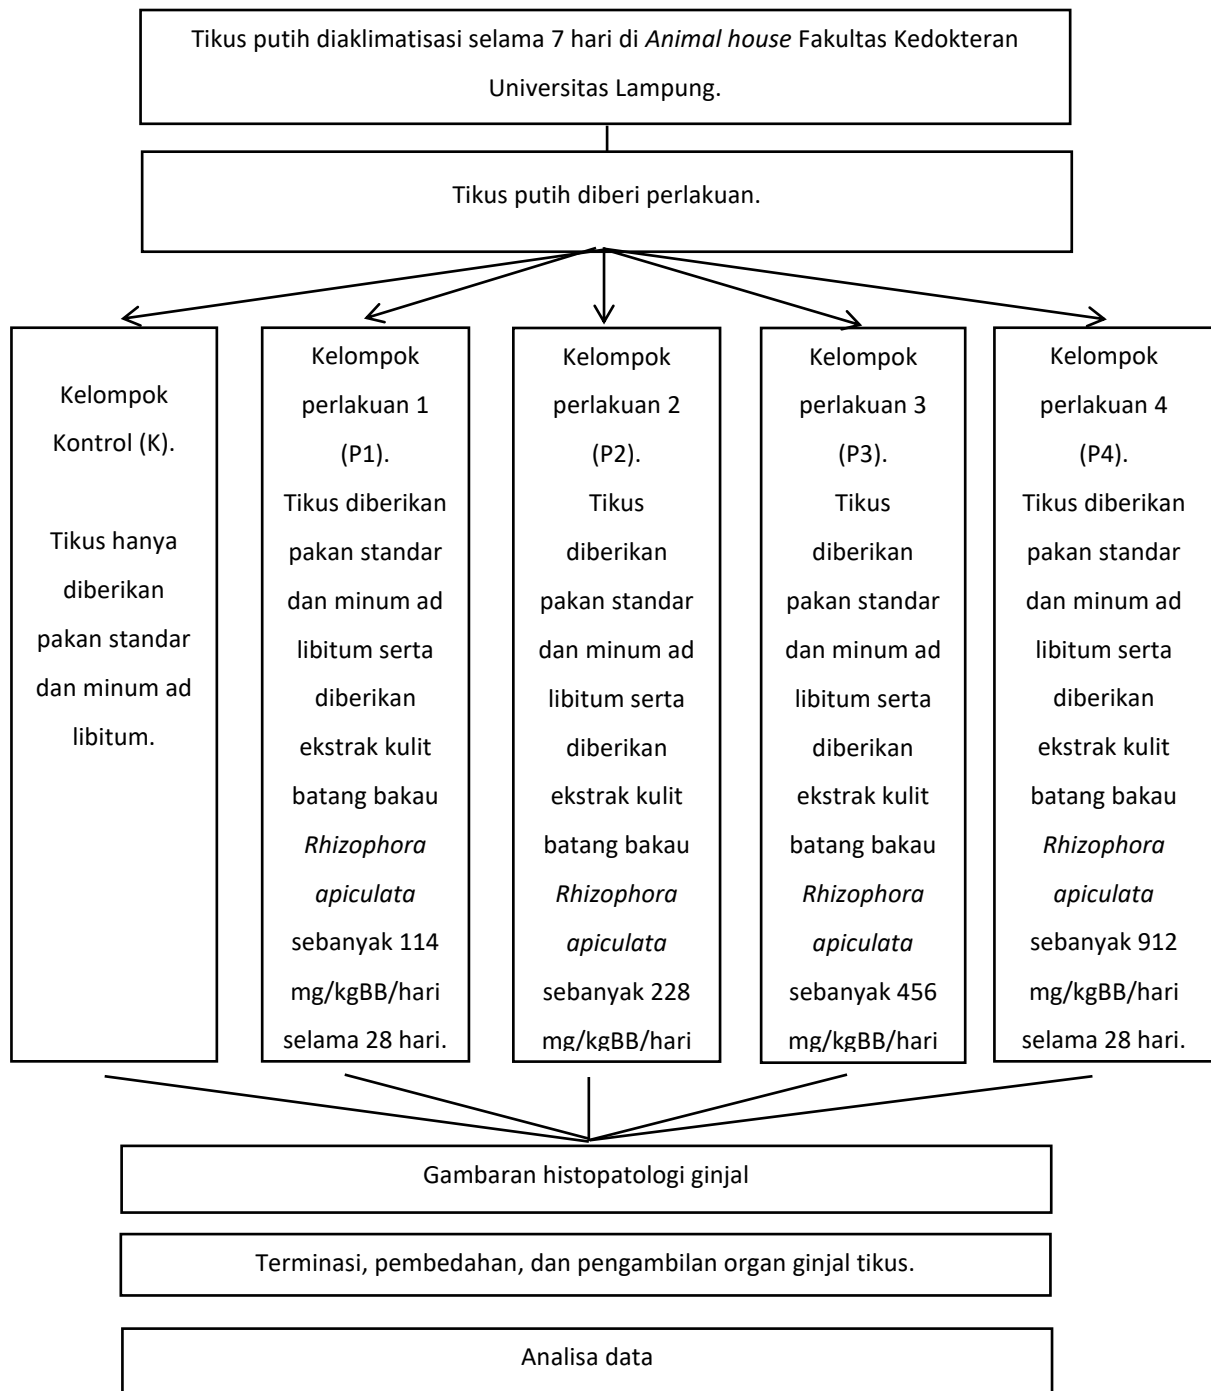 Tikus putih diaklimatisasi selama 7 hari di Animal house Fakultas Kedokteran
Universitas Lampung.
Tikus putih diberi perlakuan.
Kelompok
Kontrol (K).
Tikus hanya
diberikan
pakan standar
dan minum ad
libitum.
Kelompok
perlakuan 1
(P1).
Tikus diberikan
pakan standar
dan minum ad
libitum serta
diberikan
ekstrak kulit
batang bakau
Rhizophora
apiculata
sebanyak 114
mg/kgBB/hari
selama 28 hari.
Kelompok
perlakuan 2
(P2).
Tikus
diberikan
pakan standar
dan minum ad
libitum serta
diberikan
ekstrak kulit
batang bakau
Rhizophora
apiculata
sebanyak 228
mg/kgBB/hari
Kelompok
perlakuan 3
(P3).
Tikus
diberikan
pakan standar
dan minum ad
libitum serta
diberikan
ekstrak kulit
batang bakau
Rhizophora
apiculata
sebanyak 456
mg/kgBB/hari
Kelompok
perlakuan 4
(P4).
Tikus diberikan
pakan standar
dan minum ad
libitum serta
diberikan
ekstrak kulit
batang bakau
Rhizophora
apiculata
sebanyak 912
mg/kgBB/hari
selama 28 hari.
Gambaran histopatologi ginjal
Terminasi, pembedahan, dan pengambilan organ ginjal tikus.
Analisa data